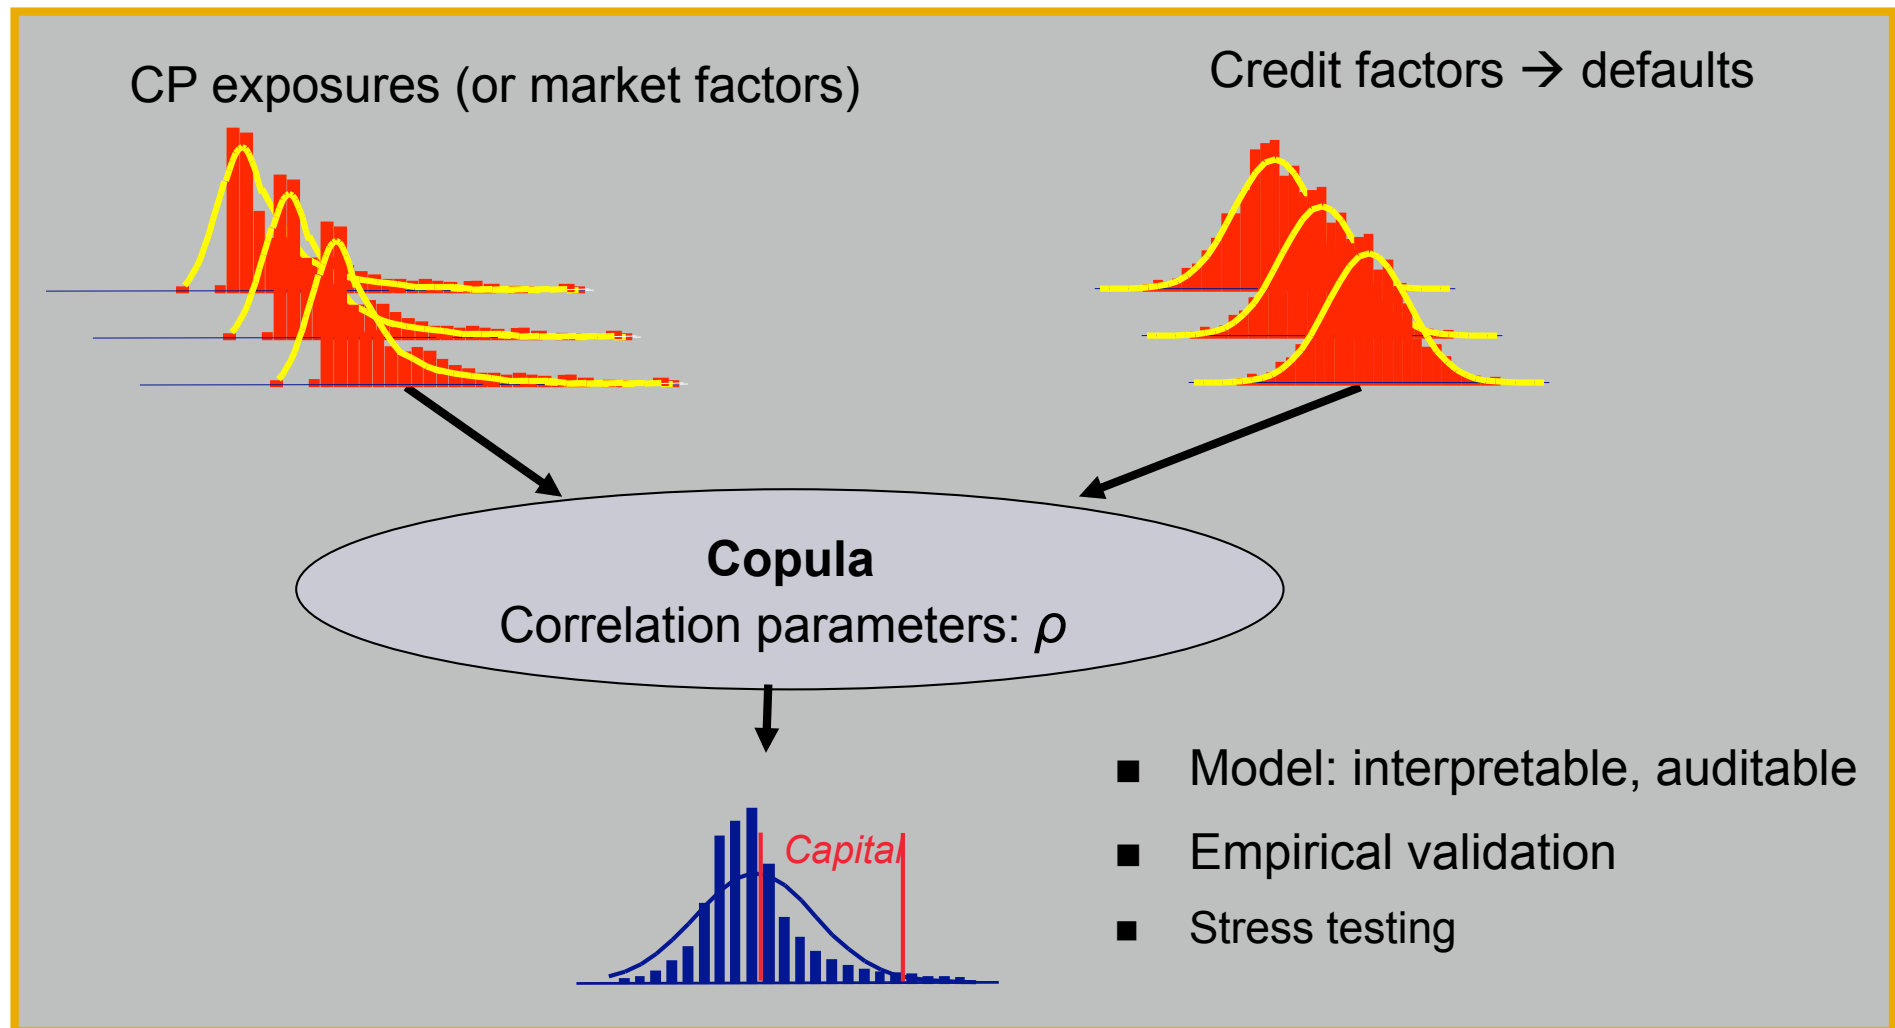 CP exposures (or market factors)
Credit factors → defaults
Copula
Correlation parameters: ρ
Capital
■ Model: interpretable, auditable
■ Empirical validation
■ Stress testing